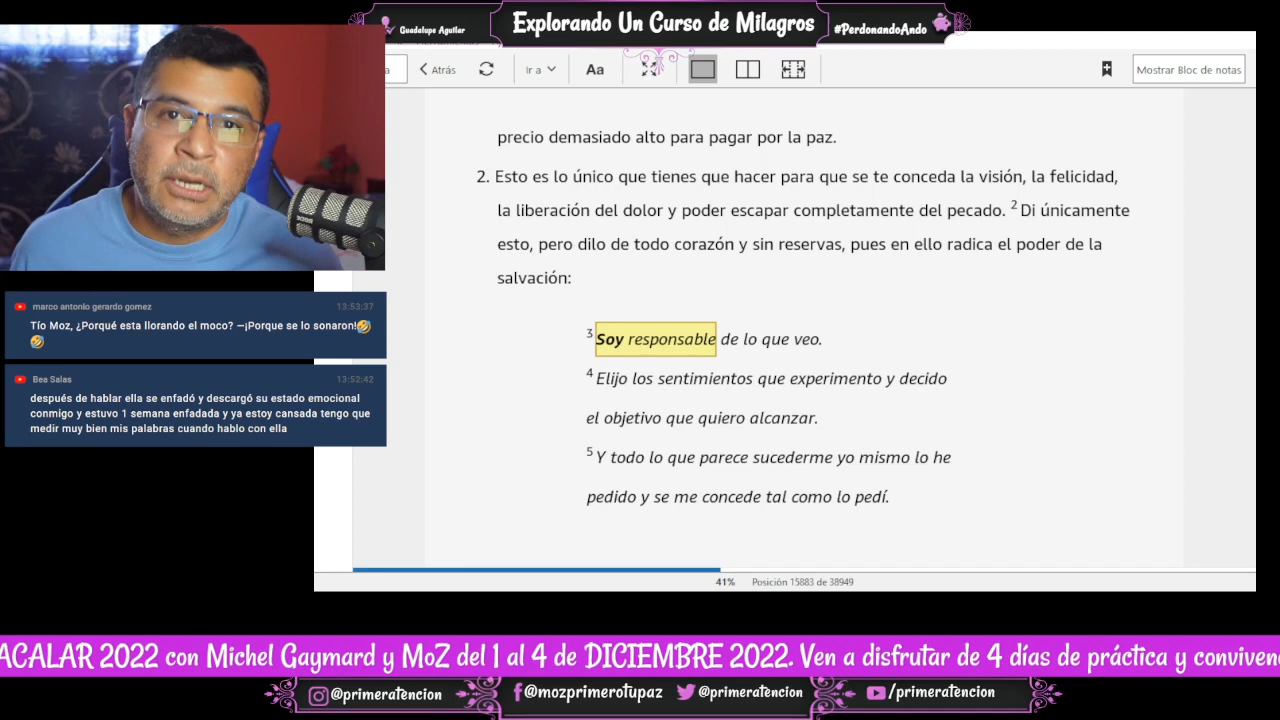 Guadalupe Aguilar
Explorando Un Curso de Milagros
#PerdonandoAndo
a
Atrás
Ir a
Aa
Mostrar Bloc de notas
precio demasiado alto para pagar por la paz.
2. Esto es lo único que tienes que hacer para que se te conceda la visión, la felicidad,
la liberación del dolor y poder escapar completamente del pecado. 2 Di únicamente
esto, pero dilo de todo corazón y sin reservas, pues en ello radica el poder de la
salvación:
3 Soy responsable de lo que veo.
4 Elijo los sentimientos que experimento y decido
el objetivo que quiero alcanzar.
5 Y todo lo que parece sucederme yo mismo lo he
pedido y se me concede tal como lo pedí.
41% Posición 15883 de 38949
marco antonio gerardo gomez 13:53:37
Tío Moz, ¿Porqué esta llorando el moco? —¡Porque se lo sonaron!🤣
🤣
Bea Salas 13:52:42
después de hablar ella se enfadó y descargó su estado emocional
conmigo y estuvo 1 semana enfadada y ya estoy cansada tengo que
medir muy bien mis palabras cuando hablo con ella
ACALAR 2022 con Michel Gaymard y MoZ del 1 al 4 de DICIEMBRE 2022. Ven a disfrutar de 4 días de práctica y convivenc
@primeratencion
@mozprimerotupaz
@primeratencion
/primeratencion